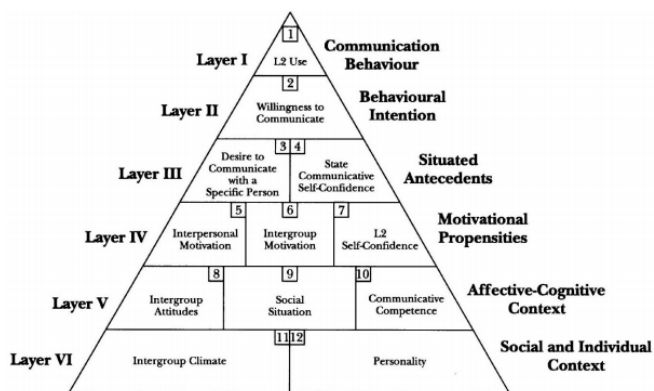 1
Layer I
L2 Use
Communication
Behaviour
2
Layer II
Willingness to
Communicate
Behavioural
Intention
3 4
Layer III
Desire to
Communicate
with a
Specific Person
State
Communicative
Self-Confidence
Situated
Antecedents
5 6 7
Layer IV
Interpersonal
Motivation
Intergroup
Motivation
L2
Self-Confidence
Motivational
Propensities
8 9 10
Layer V
Intergroup
Attitudes
Social
Situation
Communicative
Competence
Affective-Cognitive
Context
11 12
Layer VI
Intergroup Climate
Personality
Social and Individual
Context